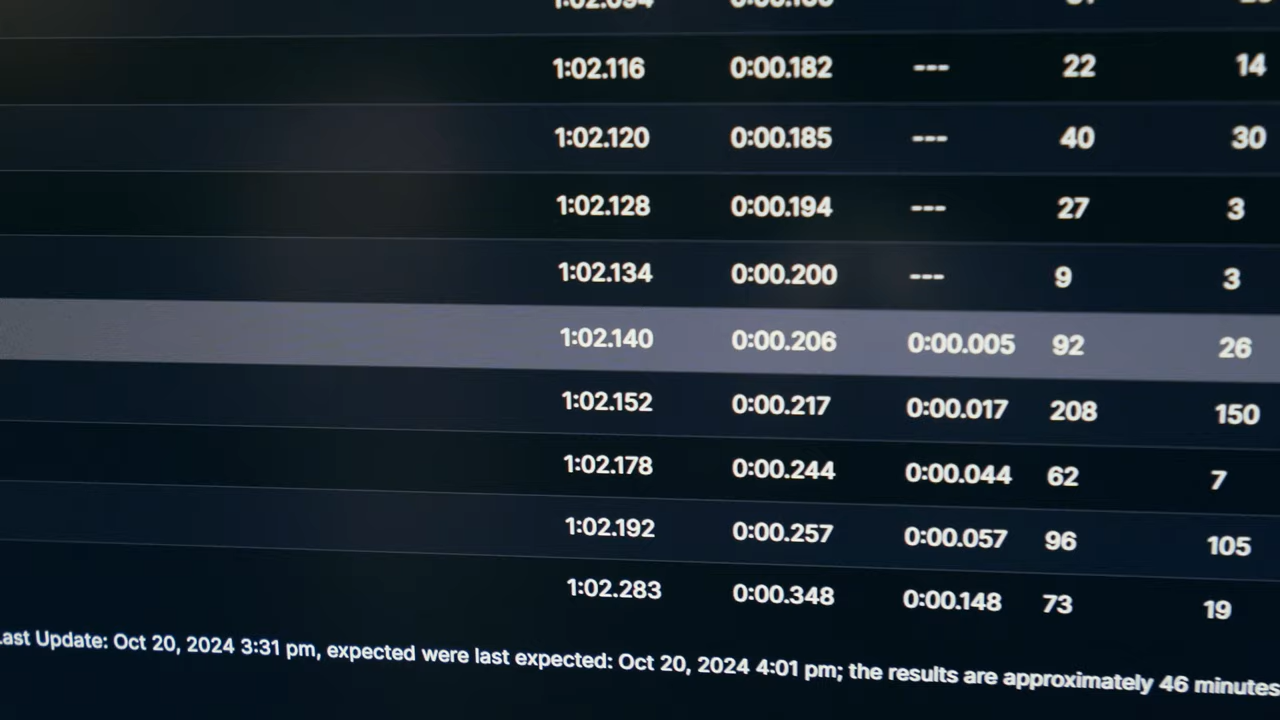 1:02.116 0:00.182 --- 22 14
1:02.120 0:00.185 --- 40 30
1:02.128 0:00.194 --- 27 3
1:02.134 0:00.200 --- 9 3
1:02.140 0:00.206 0:00.005 92 26
1:02.152 0:00.217 0:00.017 208 150
1:02.178 0:00.244 0:00.044 62 7
1:02.192 0:00.257 0:00.057 96 105
1:02.283 0:00.348 0:00.148 73 19
Last Update: Oct 20, 2024 3:31 pm, expected were last expected: Oct 20, 2024 4:01 pm; the results are approximately 46 minutes